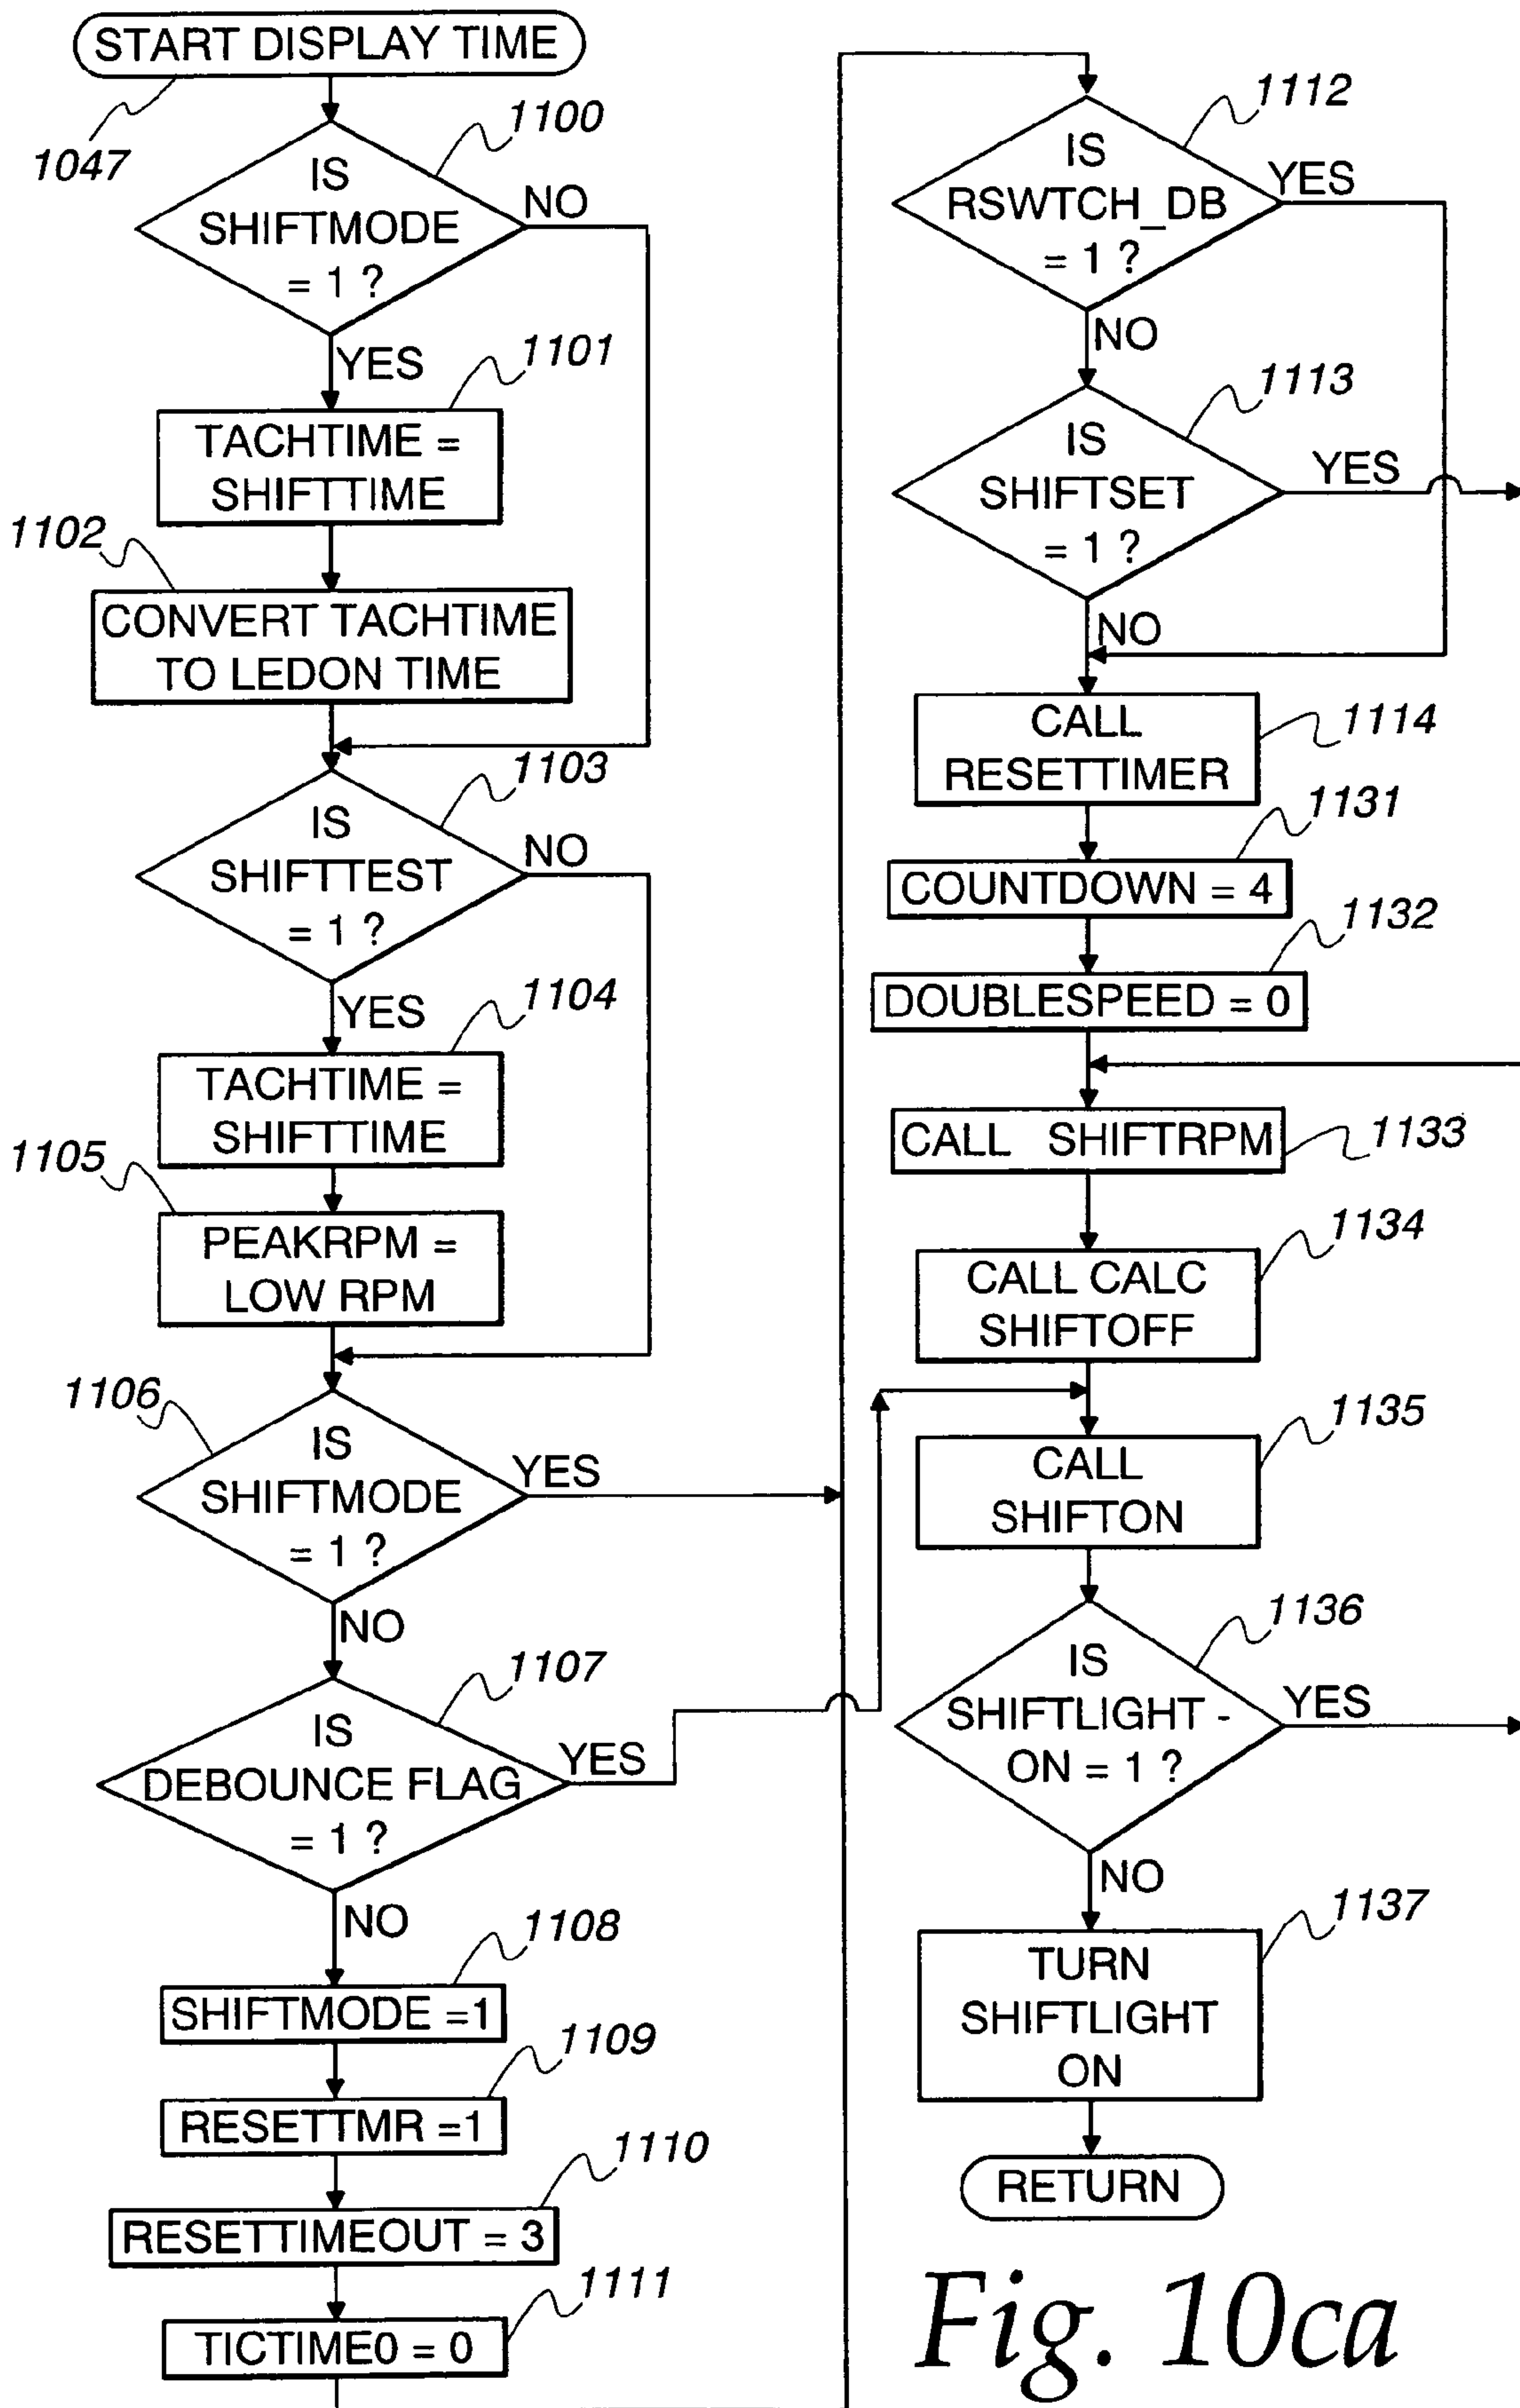 START DISPLAY TIME
1047
1100
IS
SHIFTMODE
= 1 ?
NO
YES
1101
TACHTIME =
SHIFTTIME
1102
CONVERT TACHTIME
TO LEDON TIME
1103
IS
SHIFTTEST
= 1 ?
NO
YES
1104
TACHTIME =
SHIFTTIME
1105
PEAKRPM =
LOW RPM
1106
IS
SHIFTMODE
= 1 ?
YES
NO
1107
IS
DEBOUNCE FLAG
= 1 ?
YES
NO
1108
SHIFTMODE =1
1109
RESETTMR =1
1110
RESETTIMEOUT = 3
1111
TICTIME0 = 0
1112
IS
RSWTCH_DB
= 1 ?
YES
NO
1113
IS
SHIFTSET
= 1 ?
YES
NO
CALL
RESETTIMER
1114
1131
COUNTDOWN = 4
1132
DOUBLESPEED = 0
CALL SHIFTRPM
1133
1134
CALL CALC
SHIFTOFF
1135
CALL
SHIFTON
1136
IS
SHIFTLIGHT -
ON = 1 ?
YES
NO
1137
TURN
SHIFTLIGHT
ON
RETURN
Fig. 10ca